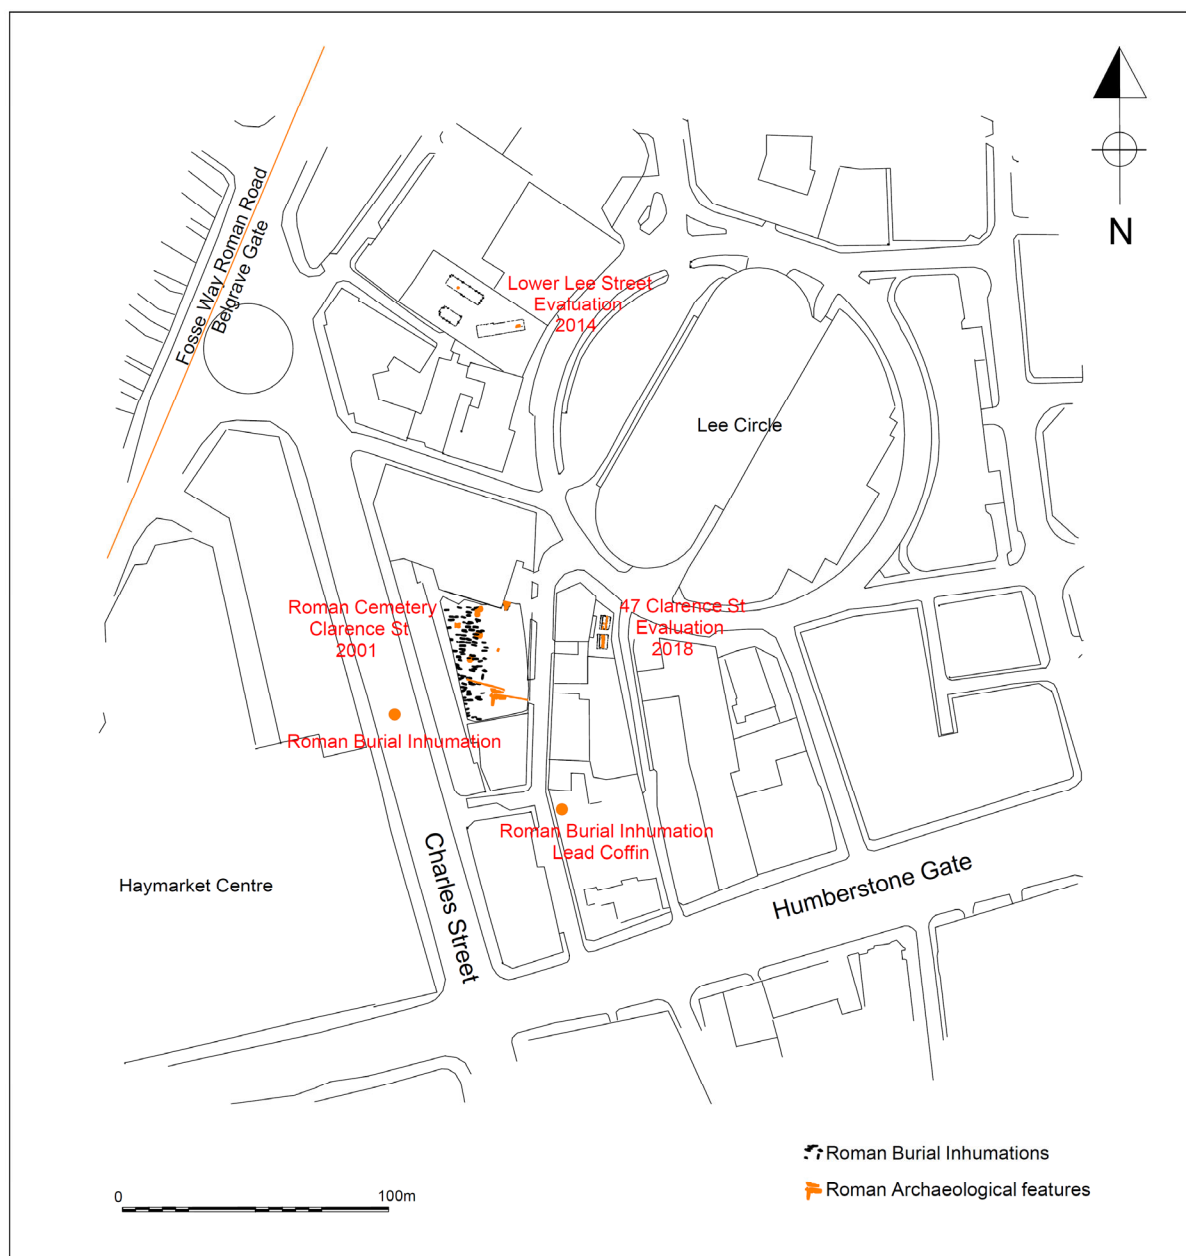 N
Fosse Way Roman Road
Belgrave Gate
Lower Lee Street
Evaluation
2014
Lee Circle
Roman Cemetery
Clarence St
2001
47 Clarence St
Evaluation
2018
Roman Burial Inhumation
Roman Burial Inhumation
Lead Coffin
Charles Street
Haymarket Centre
Humberstone Gate
Roman Burial Inhumations
Roman Archaeological features
0 100m